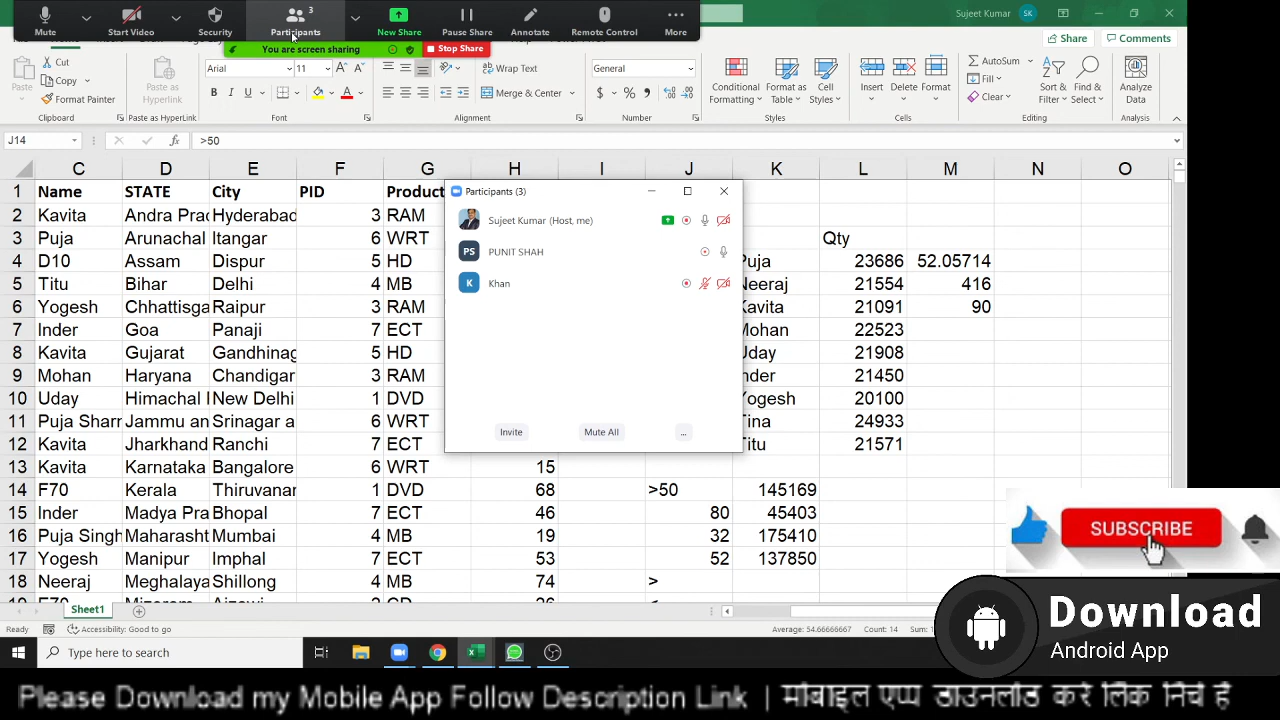 3
Mute
Start Video
Security
Participants
New Share
Pause Share
Annotate
Remote Control
More
Sujeet Kumar
SK
You are screen sharing
Stop Share
Share
Comments
Paste
Cut
Copy
Format Painter
Paste as
Hyperlink
Arial
11
B I U
Wrap Text
Merge & Center
General
Conditional
Formatting
Format as
Table
Cell
Styles
Insert
Delete
Format
AutoSum
Fill
Clear
Sort &
Filter
Find &
Select
Analyze
Data
Clipboard
Paste as HyperLink
Font
Alignment
Number
Styles
Cells
Editing
Analysis
J14
fx
>50
C D E F G H I J K L M N O
1 Name STATE City PID Product
2 Kavita Andra Prac Hyderabad 3 RAM
3 Puja Arunachal Itangar 6 WRT Qty
4 D10 Assam Dispur 5 HD Puja 23686 52.05714
5 Titu Bihar Delhi 4 MB Neeraj 21554 416
6 Yogesh Chhattisga Raipur 3 RAM Kavita 21091 90
7 Inder Goa Panaji 7 ECT Mohan 22523
8 Kavita Gujarat Gandhinag 5 HD Uday 21908
9 Mohan Haryana Chandigar 3 RAM nder 21450
10 Uday Himachal New Delhi 1 DVD Yogesh 20100
11 Puja Sharr Jammu an Srinagar a 6 WRT Tina 24933
12 Kavita Jharkhand Ranchi 7 ECT Titu 21571
13 Kavita Karnataka Bangalore 6 WRT 15
14 F70 Kerala Thiruvanar 1 DVD 68 >50 145169
15 Inder Madya Pra Bhopal 7 ECT 46 80 45403
16 Puja Singh Maharasht Mumbai 4 MB 19 32 175410
17 Yogesh Manipur Imphal 7 ECT 53 52 137850
18 Neeraj Meghalaya Shillong 4 MB 74 >
Participants (3)
Sujeet Kumar (Host, me)
PS PUNIT SHAH
K Khan
Invite
Mute All
...
SUBSCRIBE
Download
Android App
Sheet1
Ready
Accessibility: Good to go
Average: 54.66666667
Count: 14
Type here to search
Please Download my Mobile App Follow Description Link | मोबाइल एप्प डाउनलोड करे लिंक निचे है